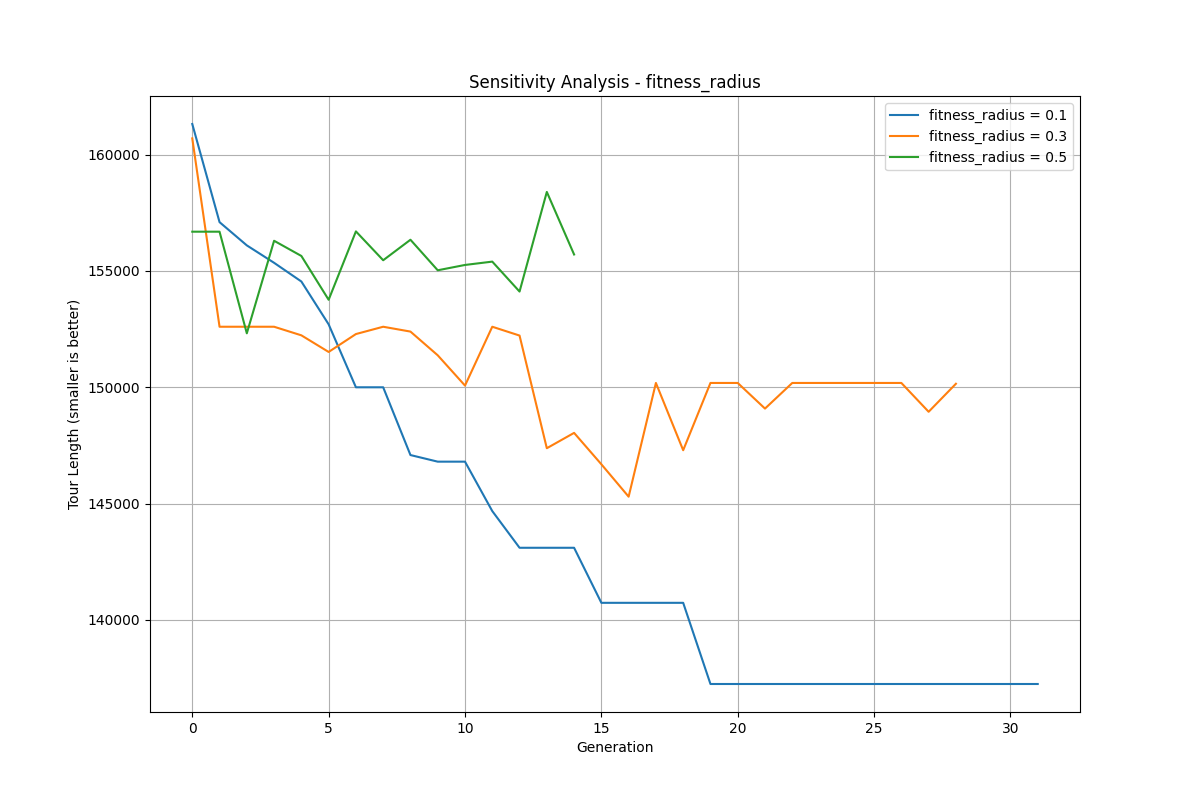 Sensitivity Analysis - fitness_radius
fitness_radius = 0.1
fitness_radius = 0.3
fitness_radius = 0.5
Tour Length (smaller is better)
160000
155000
150000
145000
140000
0 5 10 15 20 25 30
Generation